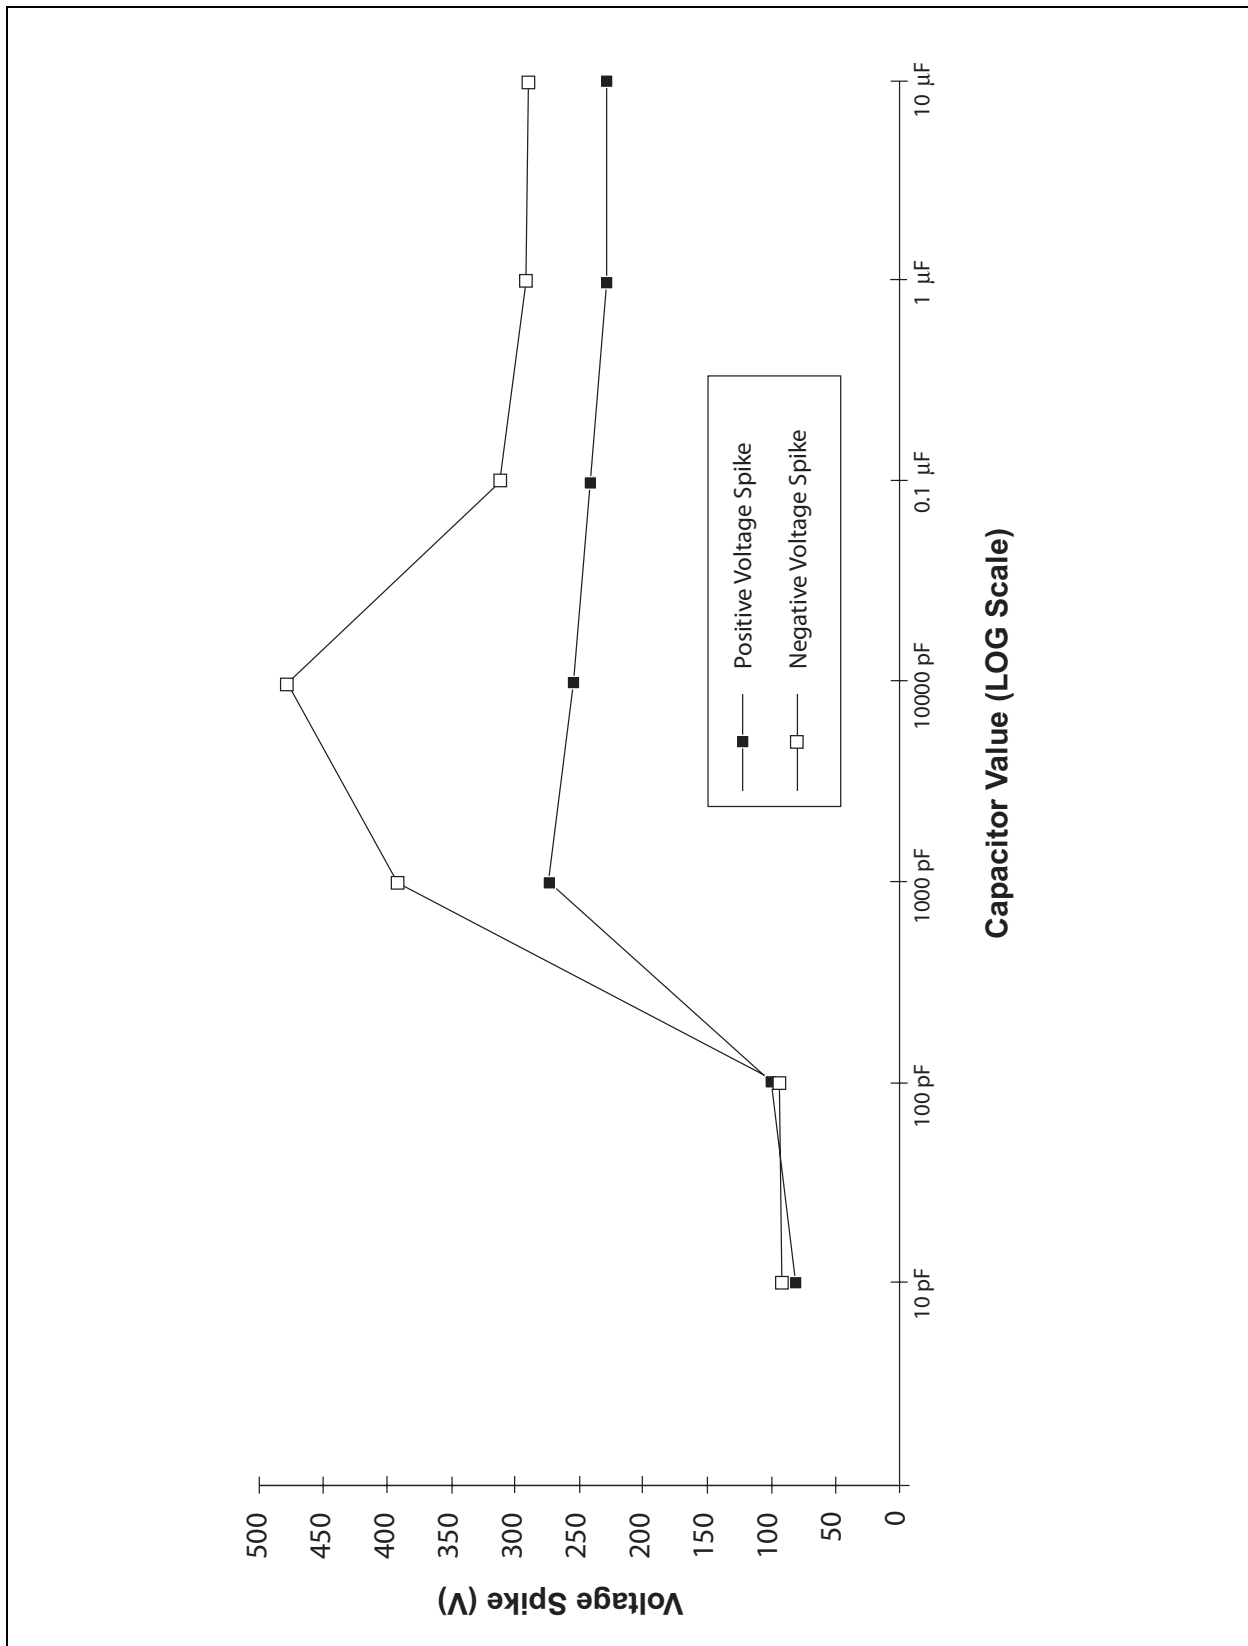 Voltage Spike (V)
500
450
400
350
300
250
200
150
100
50
0
10 pF
100 pF
1000 pF
10000 pF
0.1 µF
1 µF
10 µF
Capacitor Value (LOG Scale)
Positive Voltage Spike
Negative Voltage Spike